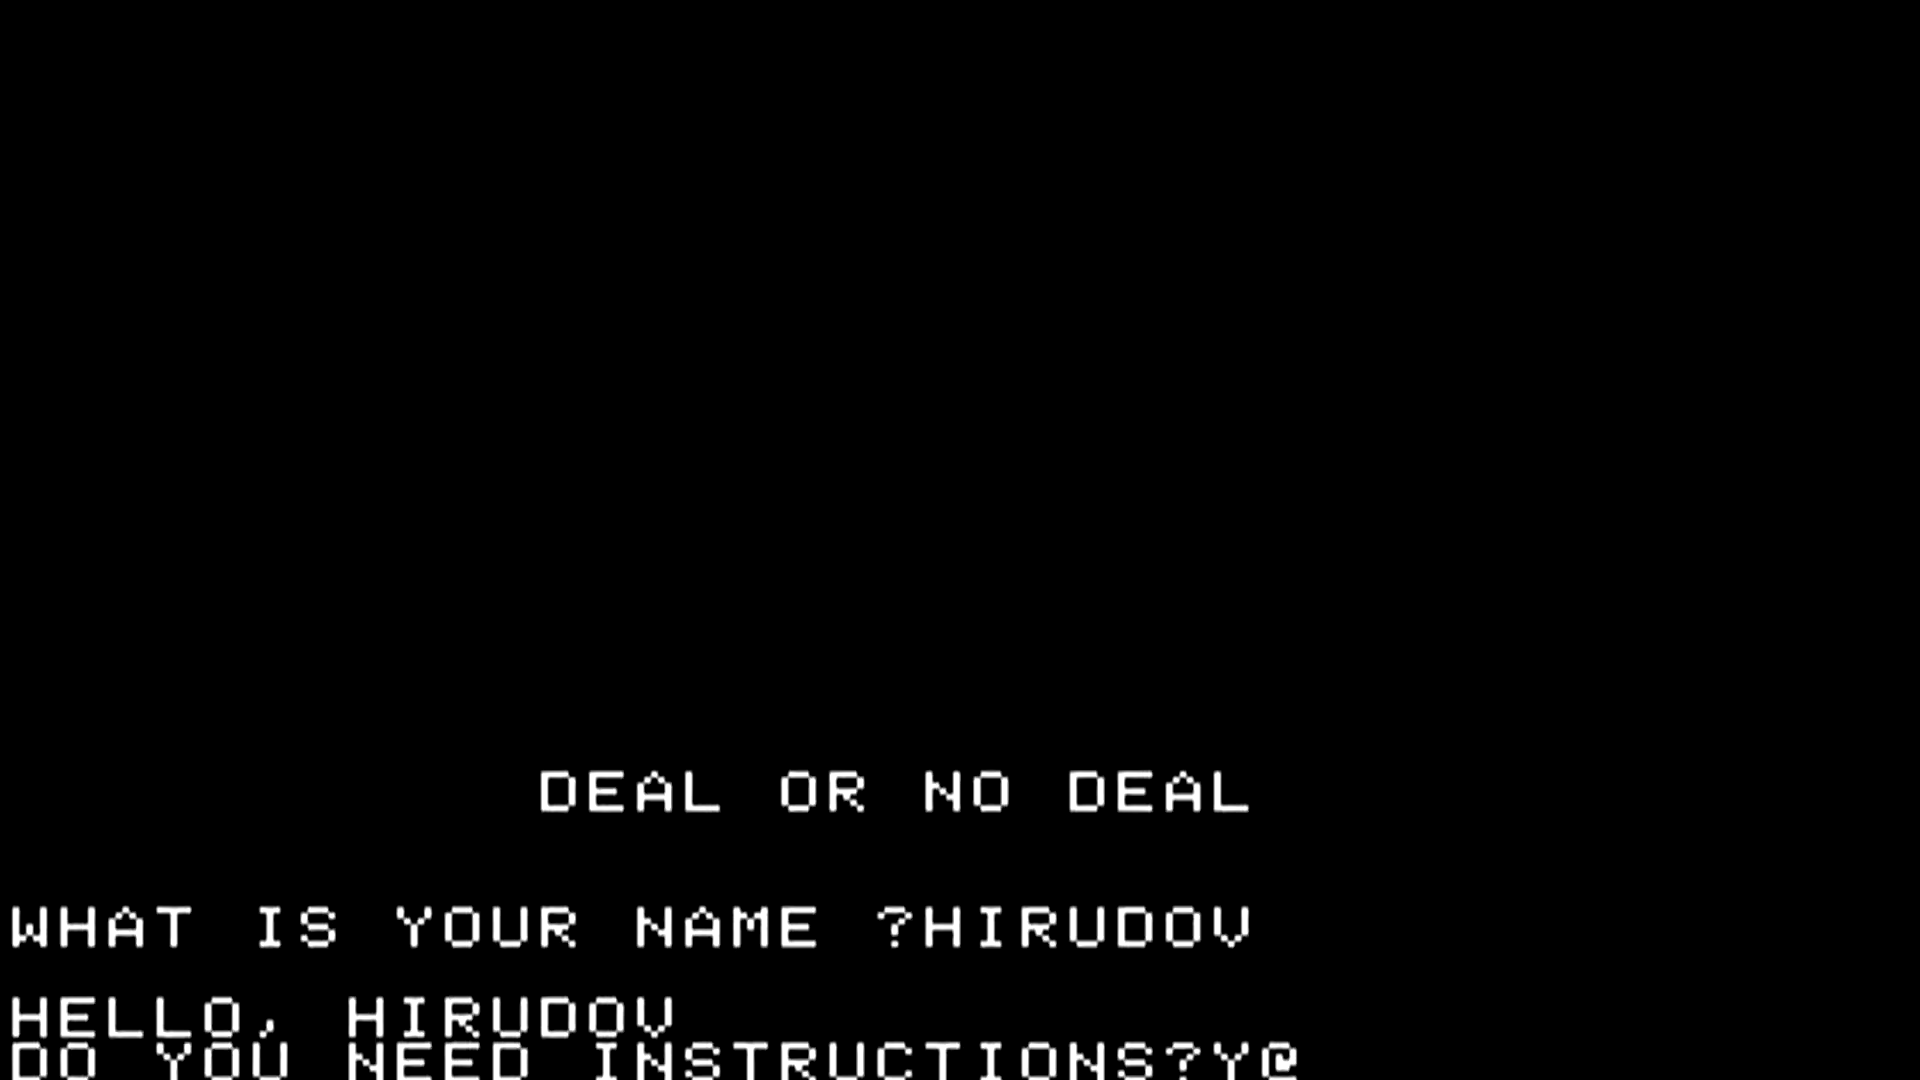 DEAL OR NO DEAL
WHAT IS YOUR NAME ?HIRUDOV
HELLO, HIRUDOV
DO YOU NEED INSTRUCTIONS?Y@